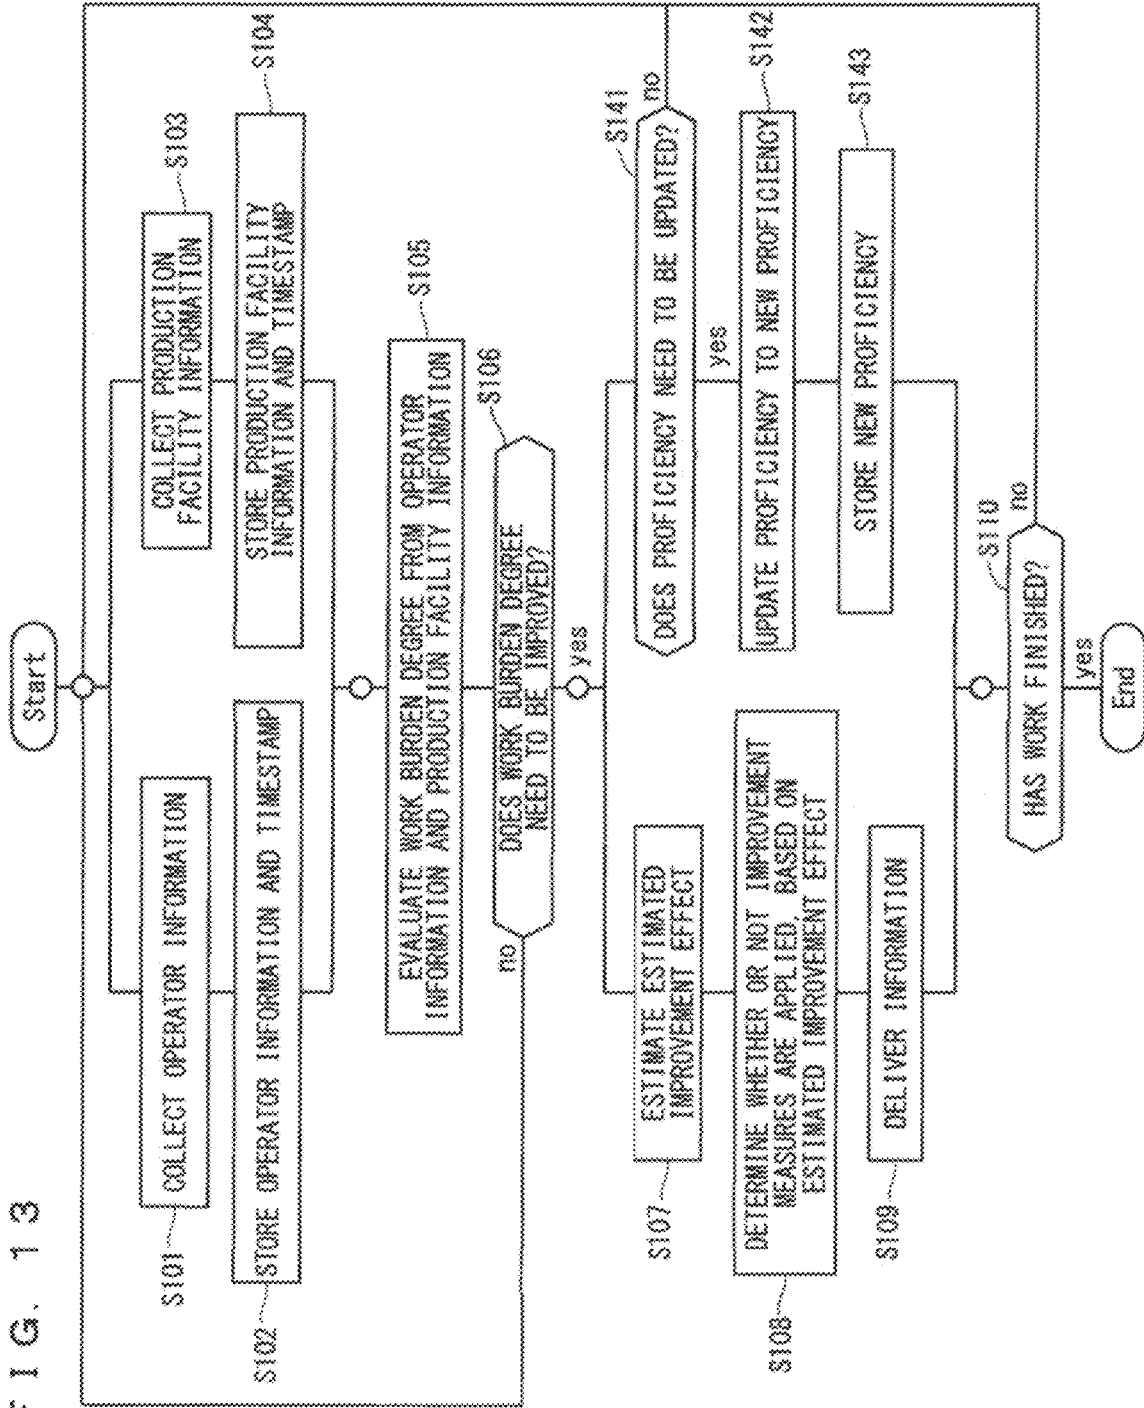 FIG. 13
Start
S101
COLLECT OPERATOR INFORMATION
COLLECT PRODUCTION
FACILITY INFORMATION
S103
S102
STORE OPERATOR INFORMATION AND TIMESTAMP
STORE PRODUCTION FACILITY
INFORMATION AND TIMESTAMP
S104
EVALUATE WORK BURDEN DEGREE FROM OPERATOR
INFORMATION AND PRODUCTION FACILITY INFORMATION
S105
no
DOES WORK BURDEN DEGREE
NEED TO BE IMPROVED?
S106
yes
S107
ESTIMATE ESTIMATED
IMPROVEMENT EFFECT
DOES PROFICIENCY NEED TO BE UPDATED?
S141
no
yes
S108
DETERMINE WHETHER OR NOT IMPROVEMENT
MEASURES ARE APPLIED, BASED ON
ESTIMATED IMPROVEMENT EFFECT
UPDATE PROFICIENCY TO NEW PROFICIENCY
S142
S109
DELIVER INFORMATION
STORE NEW PROFICIENCY
S143
HAS WORK FINISHED?
S110
no
yes
End